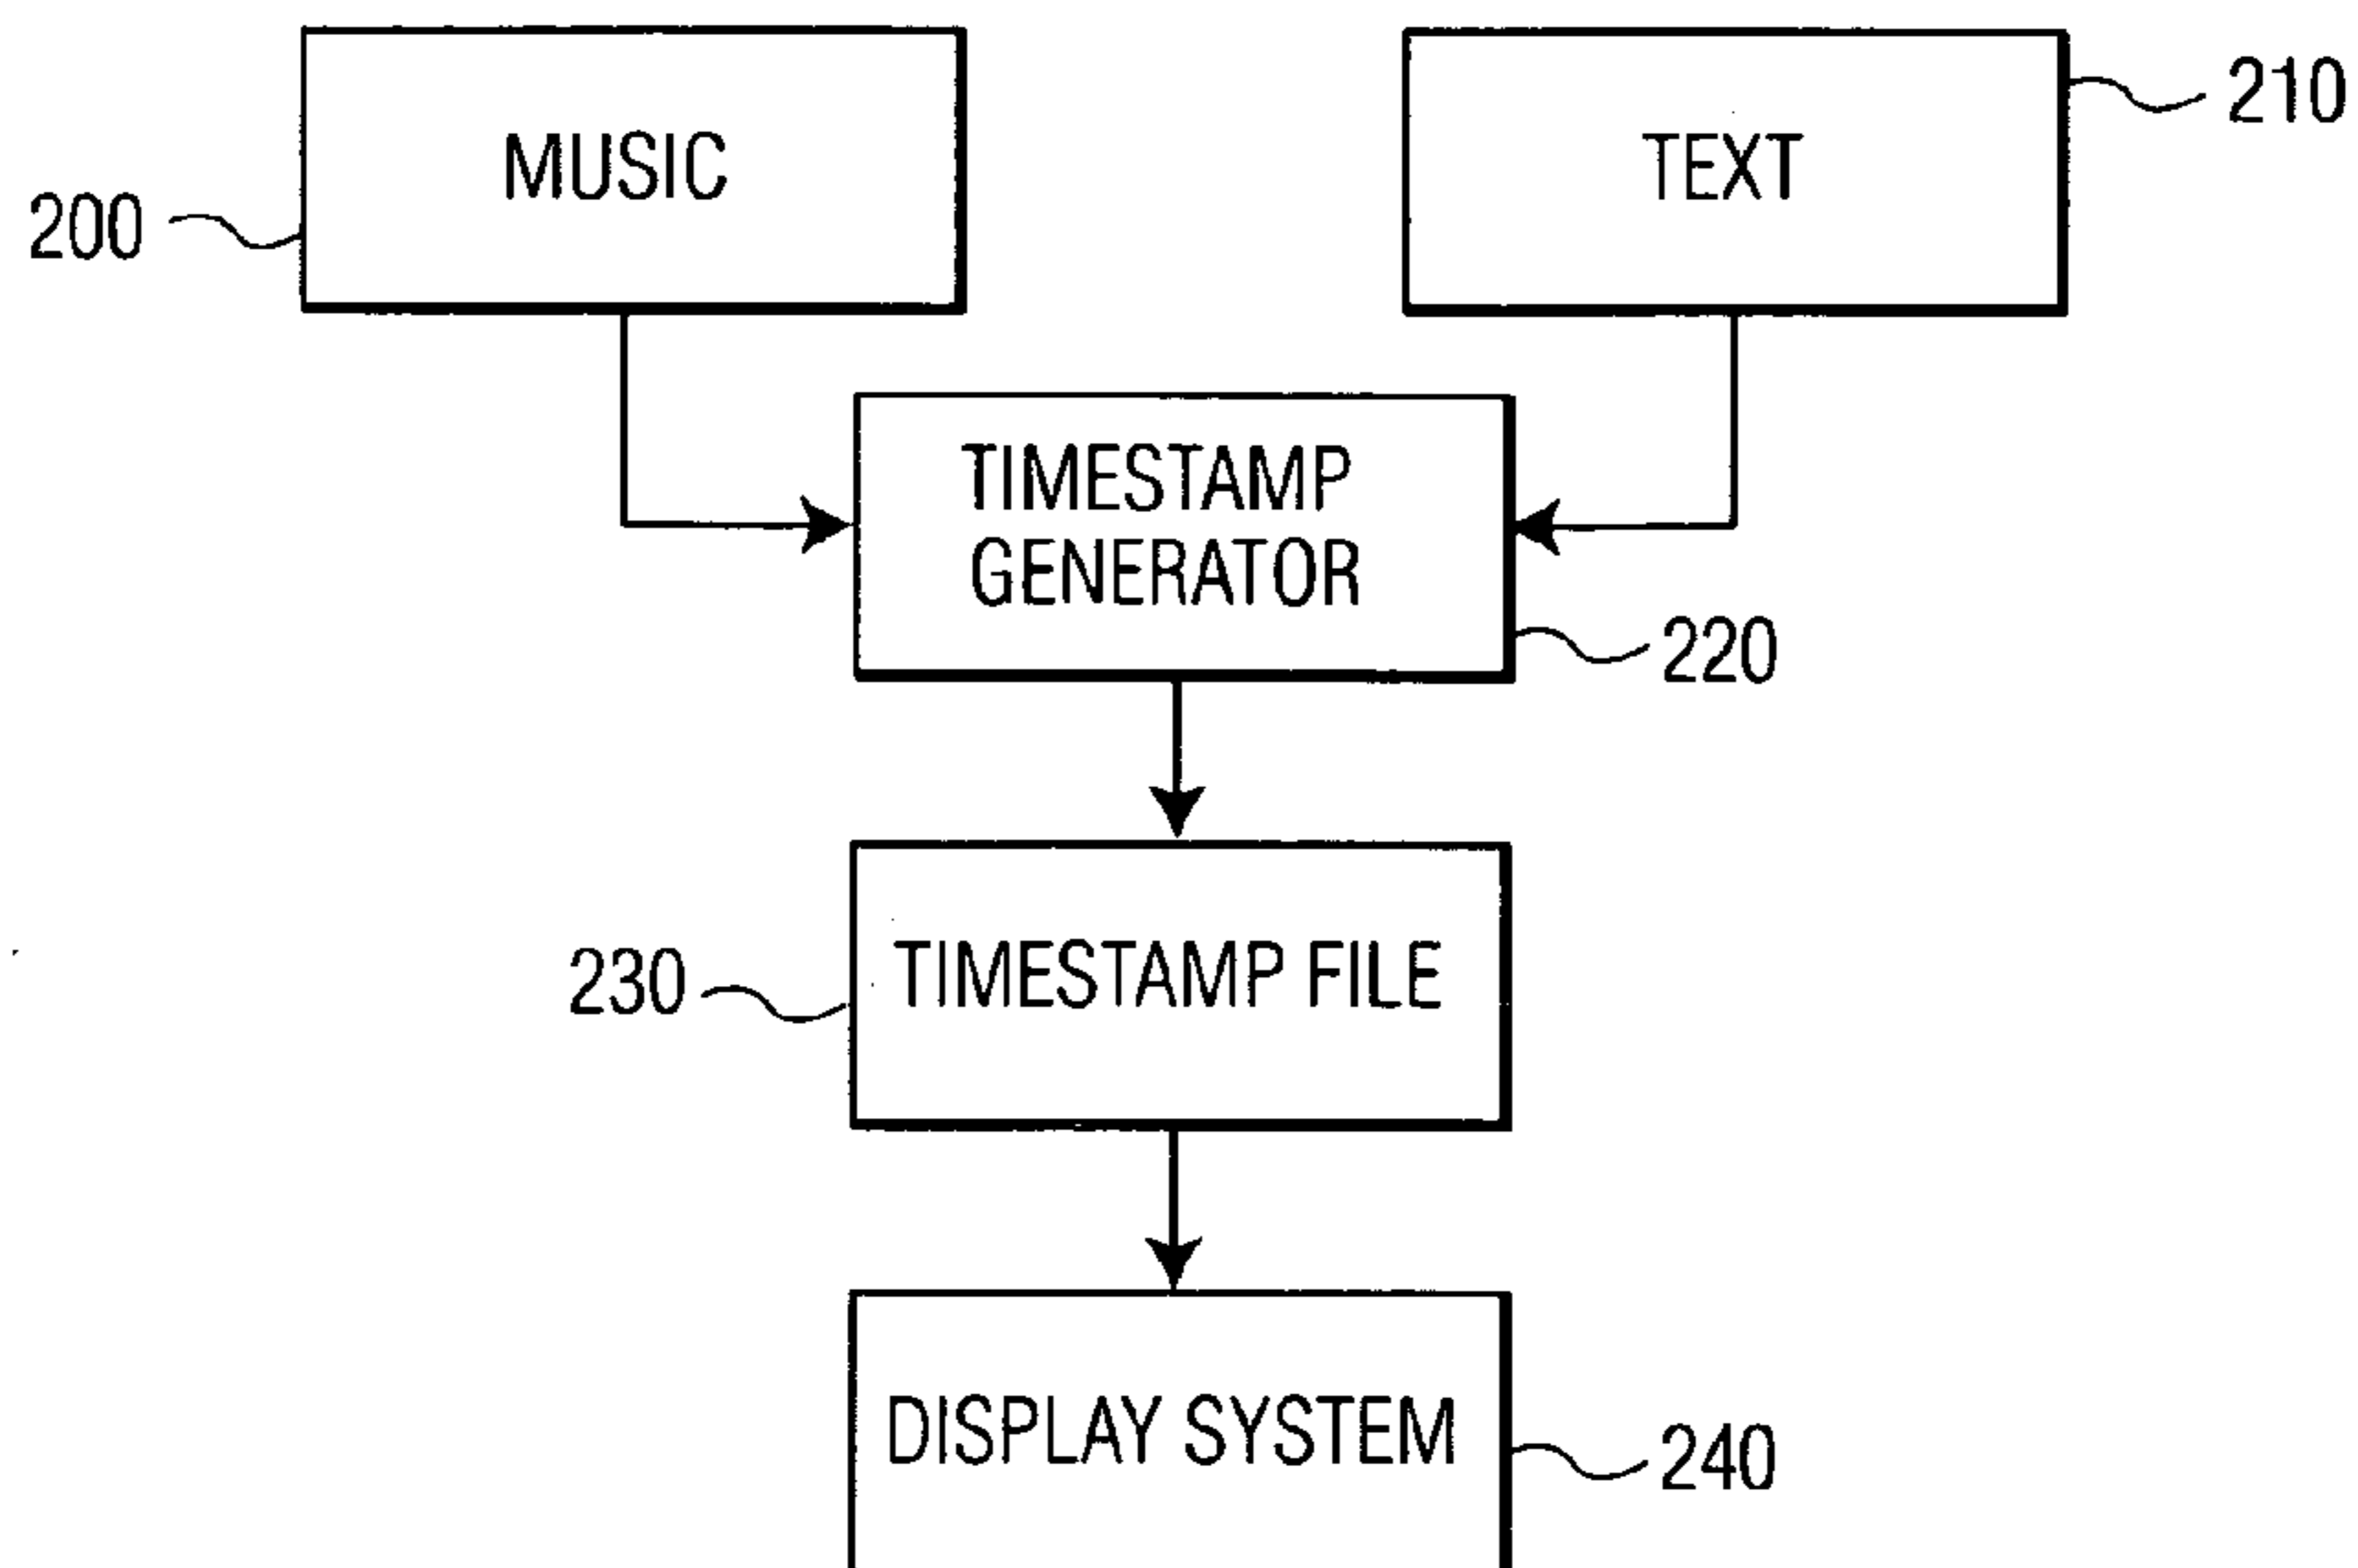 MUSIC
TEXT
210
200
TIMESTAMP
GENERATOR
220
TIMESTAMP FILE
230
DISPLAY SYSTEM
240